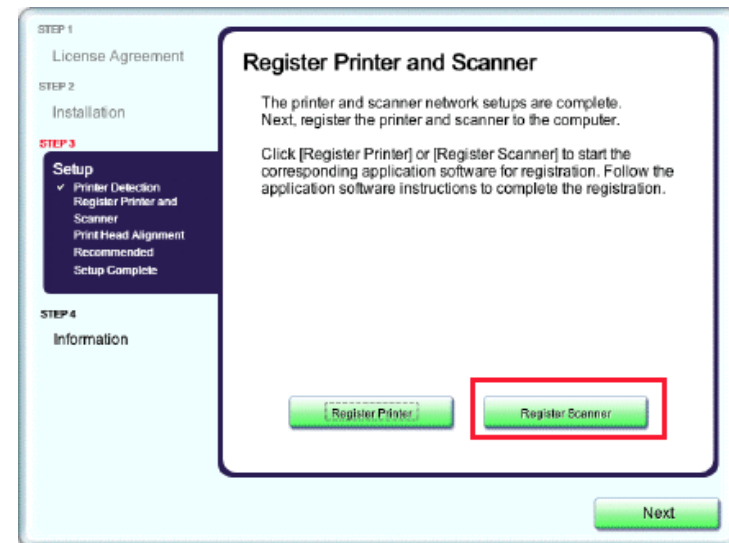 STEP 1
License Agreement
STEP 2
Installation
STEP 3
Setup
✓ Printer Detection
Register Printer and
Scanner
Print Head Alignment
Recommended
Setup Complete
STEP 4
Information
Register Printer and Scanner
The printer and scanner network setups are complete.
Next, register the printer and scanner to the computer.
Click [Register Printer] or [Register Scanner] to start the
corresponding application software for registration. Follow the
application software instructions to complete the registration.
Register Printer
Register Scanner
Next